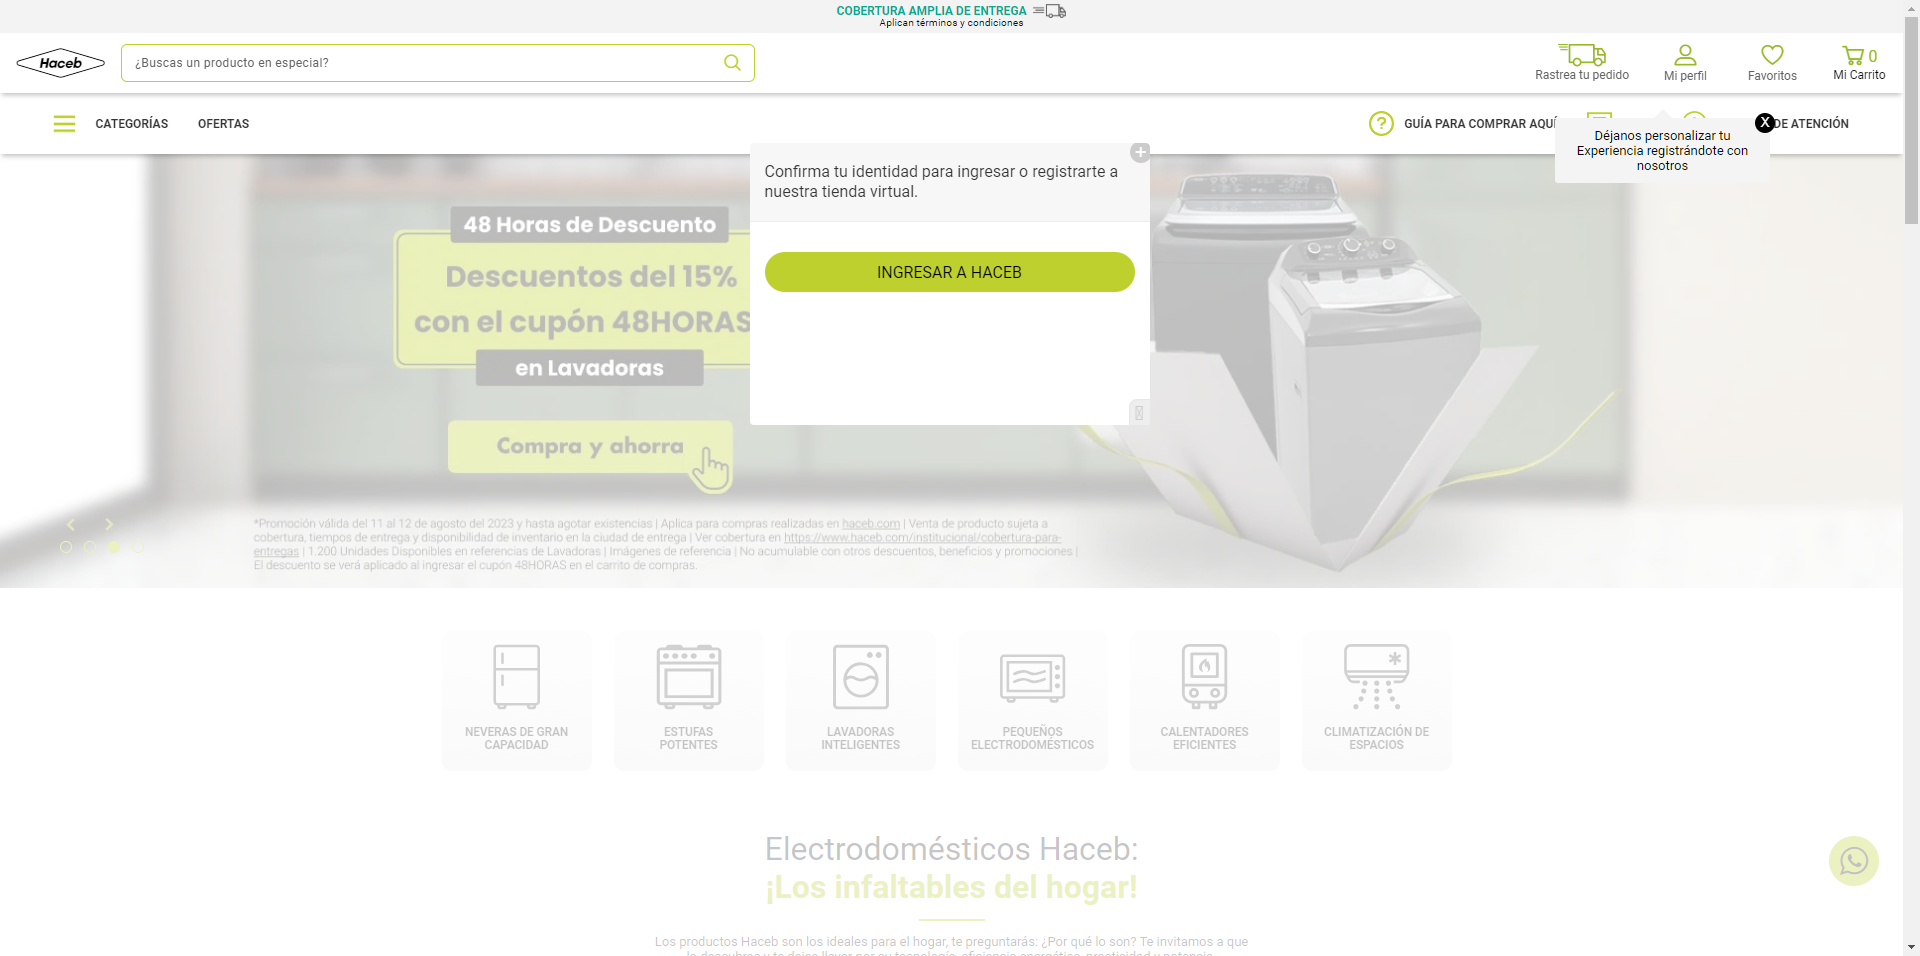 COBERTURA AMPLIA DE ENTREGA
Aplican términos y condiciones
Haceb
¿Buscas un producto en especial?
Rastrea tu pedido
Mi perfil
Favoritos
0
Mi Carrito
CATEGORÍAS
OFERTAS
GUÍA PARA COMPRAR AQUÍ
DE ATENCIÓN
X
Déjanos personalizar tu
Experiencia registrándote con
nosotros
Confirma tu identidad para ingresar o registrarte a
nuestra tienda virtual.
INGRESAR A HACEB
48 Horas de Descuento
Descuentos del 15%
con el cupón 48HORAS
en Lavadoras
Compra y ahorra
*Promoción válida del 11 al 12 de agosto del 2023 y hasta agotar existencias | Aplica para compras realizadas en haceb.com | Venta de producto sujeta a
cobertura, tiempos de entrega y disponibilidad de inventario en la ciudad de entrega | Ver cobertura en https://www.haceb.com/institucional/cobertura-para-
entregas | 1.200 Unidades Disponibles en referencias de Lavadoras | Imágenes de referencia | No acumulable con otros descuentos, beneficios y promociones |
El descuento se verá aplicado al ingresar el cupón 48HORAS en el carrito de compras.
NEVERAS DE GRAN
CAPACIDAD
ESTUFAS
POTENTES
LAVADORAS
INTELIGENTES
PEQUEÑOS
ELECTRODOMÉSTICOS
CALENTADORES
EFICIENTES
CLIMATIZACIÓN DE
ESPACIOS
Electrodomésticos Haceb:
¡Los infaltables del hogar!
Los productos Haceb son los ideales para el hogar, te preguntarás: ¿Por qué lo son? Te invitamos a que